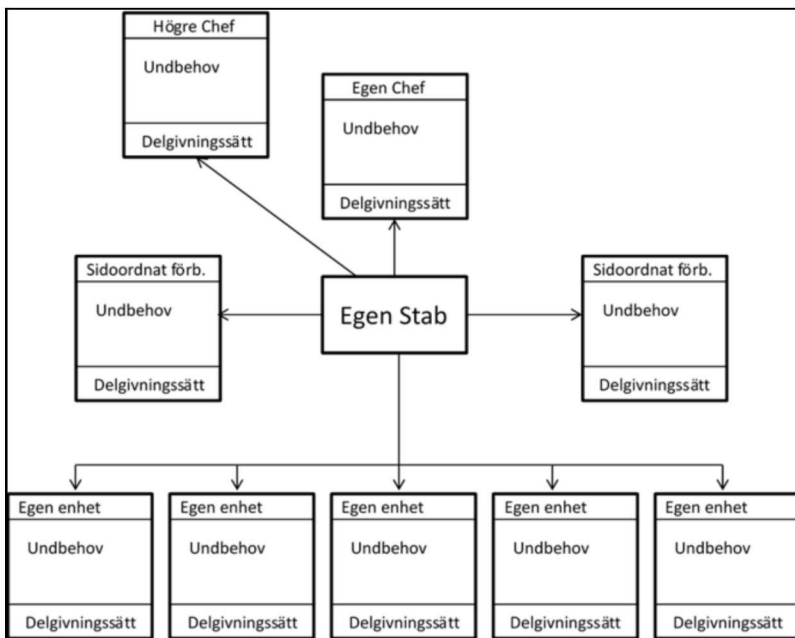 Högre Chef
Undbehov
Delgivningssätt
Egen Chef
Undbehov
Delgivningssätt
Sidoordnat förb.
Undbehov
Delgivningssätt
Egen Stab
Sidoordnat förb.
Undbehov
Delgivningssätt
Egen enhet
Undbehov
Delgivningssätt
Egen enhet
Undbehov
Delgivningssätt
Egen enhet
Undbehov
Delgivningssätt
Egen enhet
Undbehov
Delgivningssätt
Egen enhet
Undbehov
Delgivningssätt